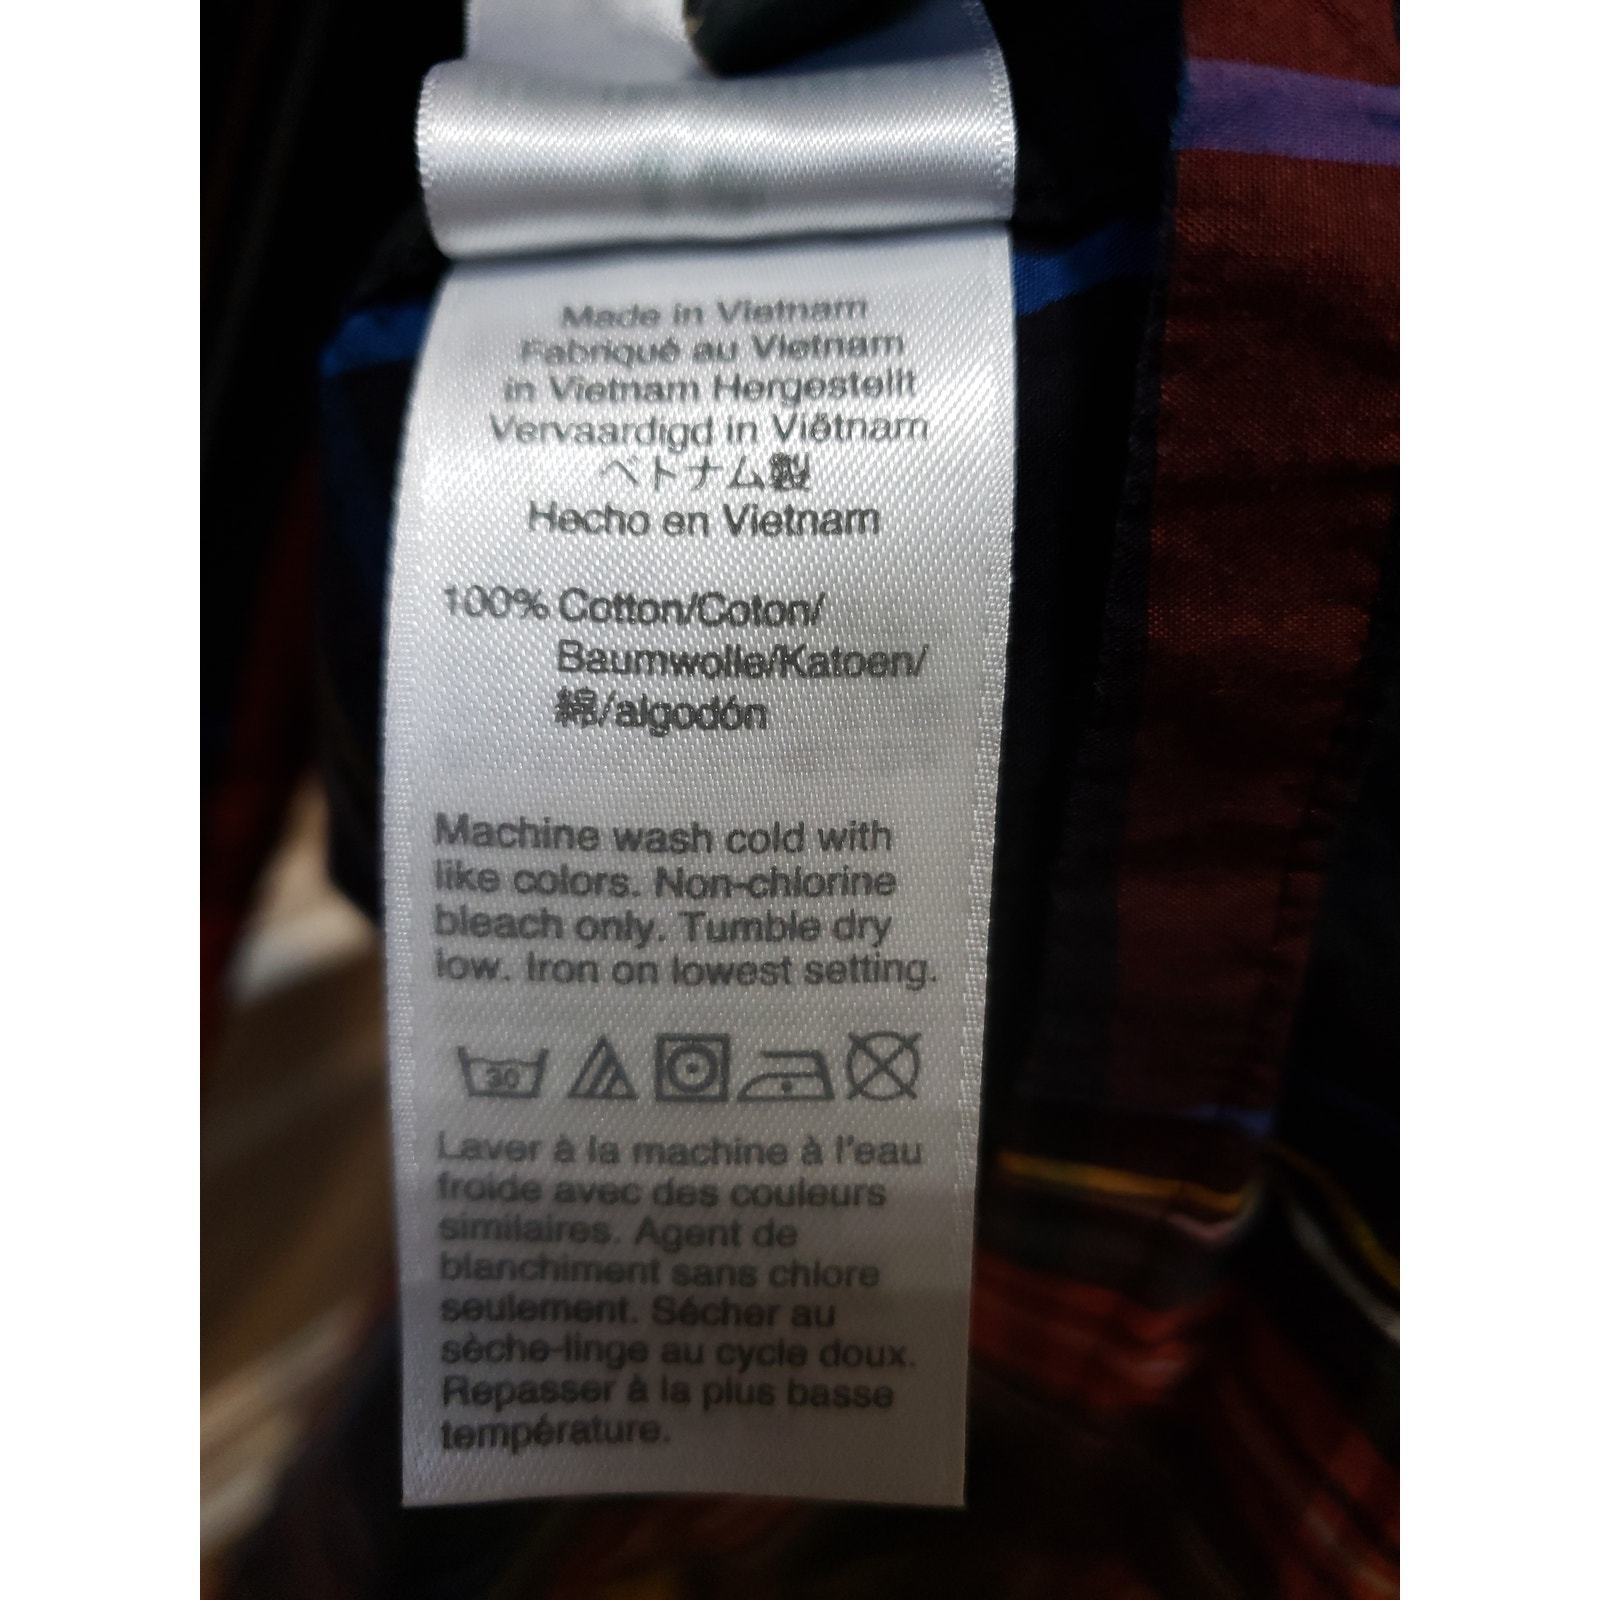 Made in Vietnam
Fabriqué au Vietnam
in Vietnam Hergestellt
Vervaardigd in Viëtnam
ベトナム製
Hecho en Vietnam
100% Cotton/Coton/
Baumwolle/Katoen/
綿/algodón
Machine wash cold with
like colors. Non-chlorine
bleach only. Tumble dry
low. Iron on lowest setting.
30
Laver à la machine à l'eau
froide avec des couleurs
similaires. Agent de
blanchiment sans chlore
seulement. Sécher au
sèche-linge au cycle doux.
Repasser à la plus basse
température.